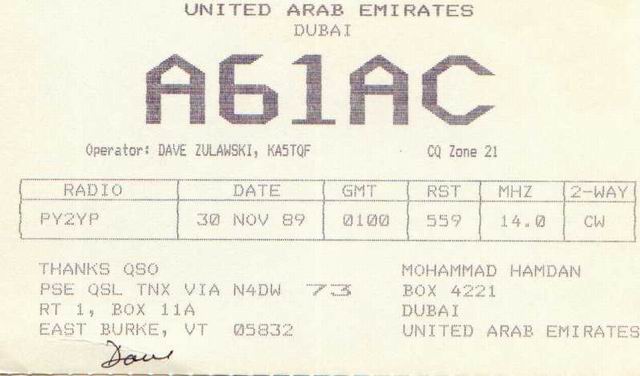 UNITED ARAB EMIRATES
DUBAI
A61AC
Operator: DAVE ZULAWSKI, KA5TQF CQ Zone 21
RADIO DATE GMT RST MHZ 2-WAY
PY2YP 30 NOV 89 0100 559 14.0 CW
THANKS QSO
PSE QSL TNX VIA N4DW 73
RT 1, BOX 11A
EAST BURKE, VT 05832
Dave
MOHAMMAD HAMDAN
BOX 4221
DUBAI
UNITED ARAB EMIRATES